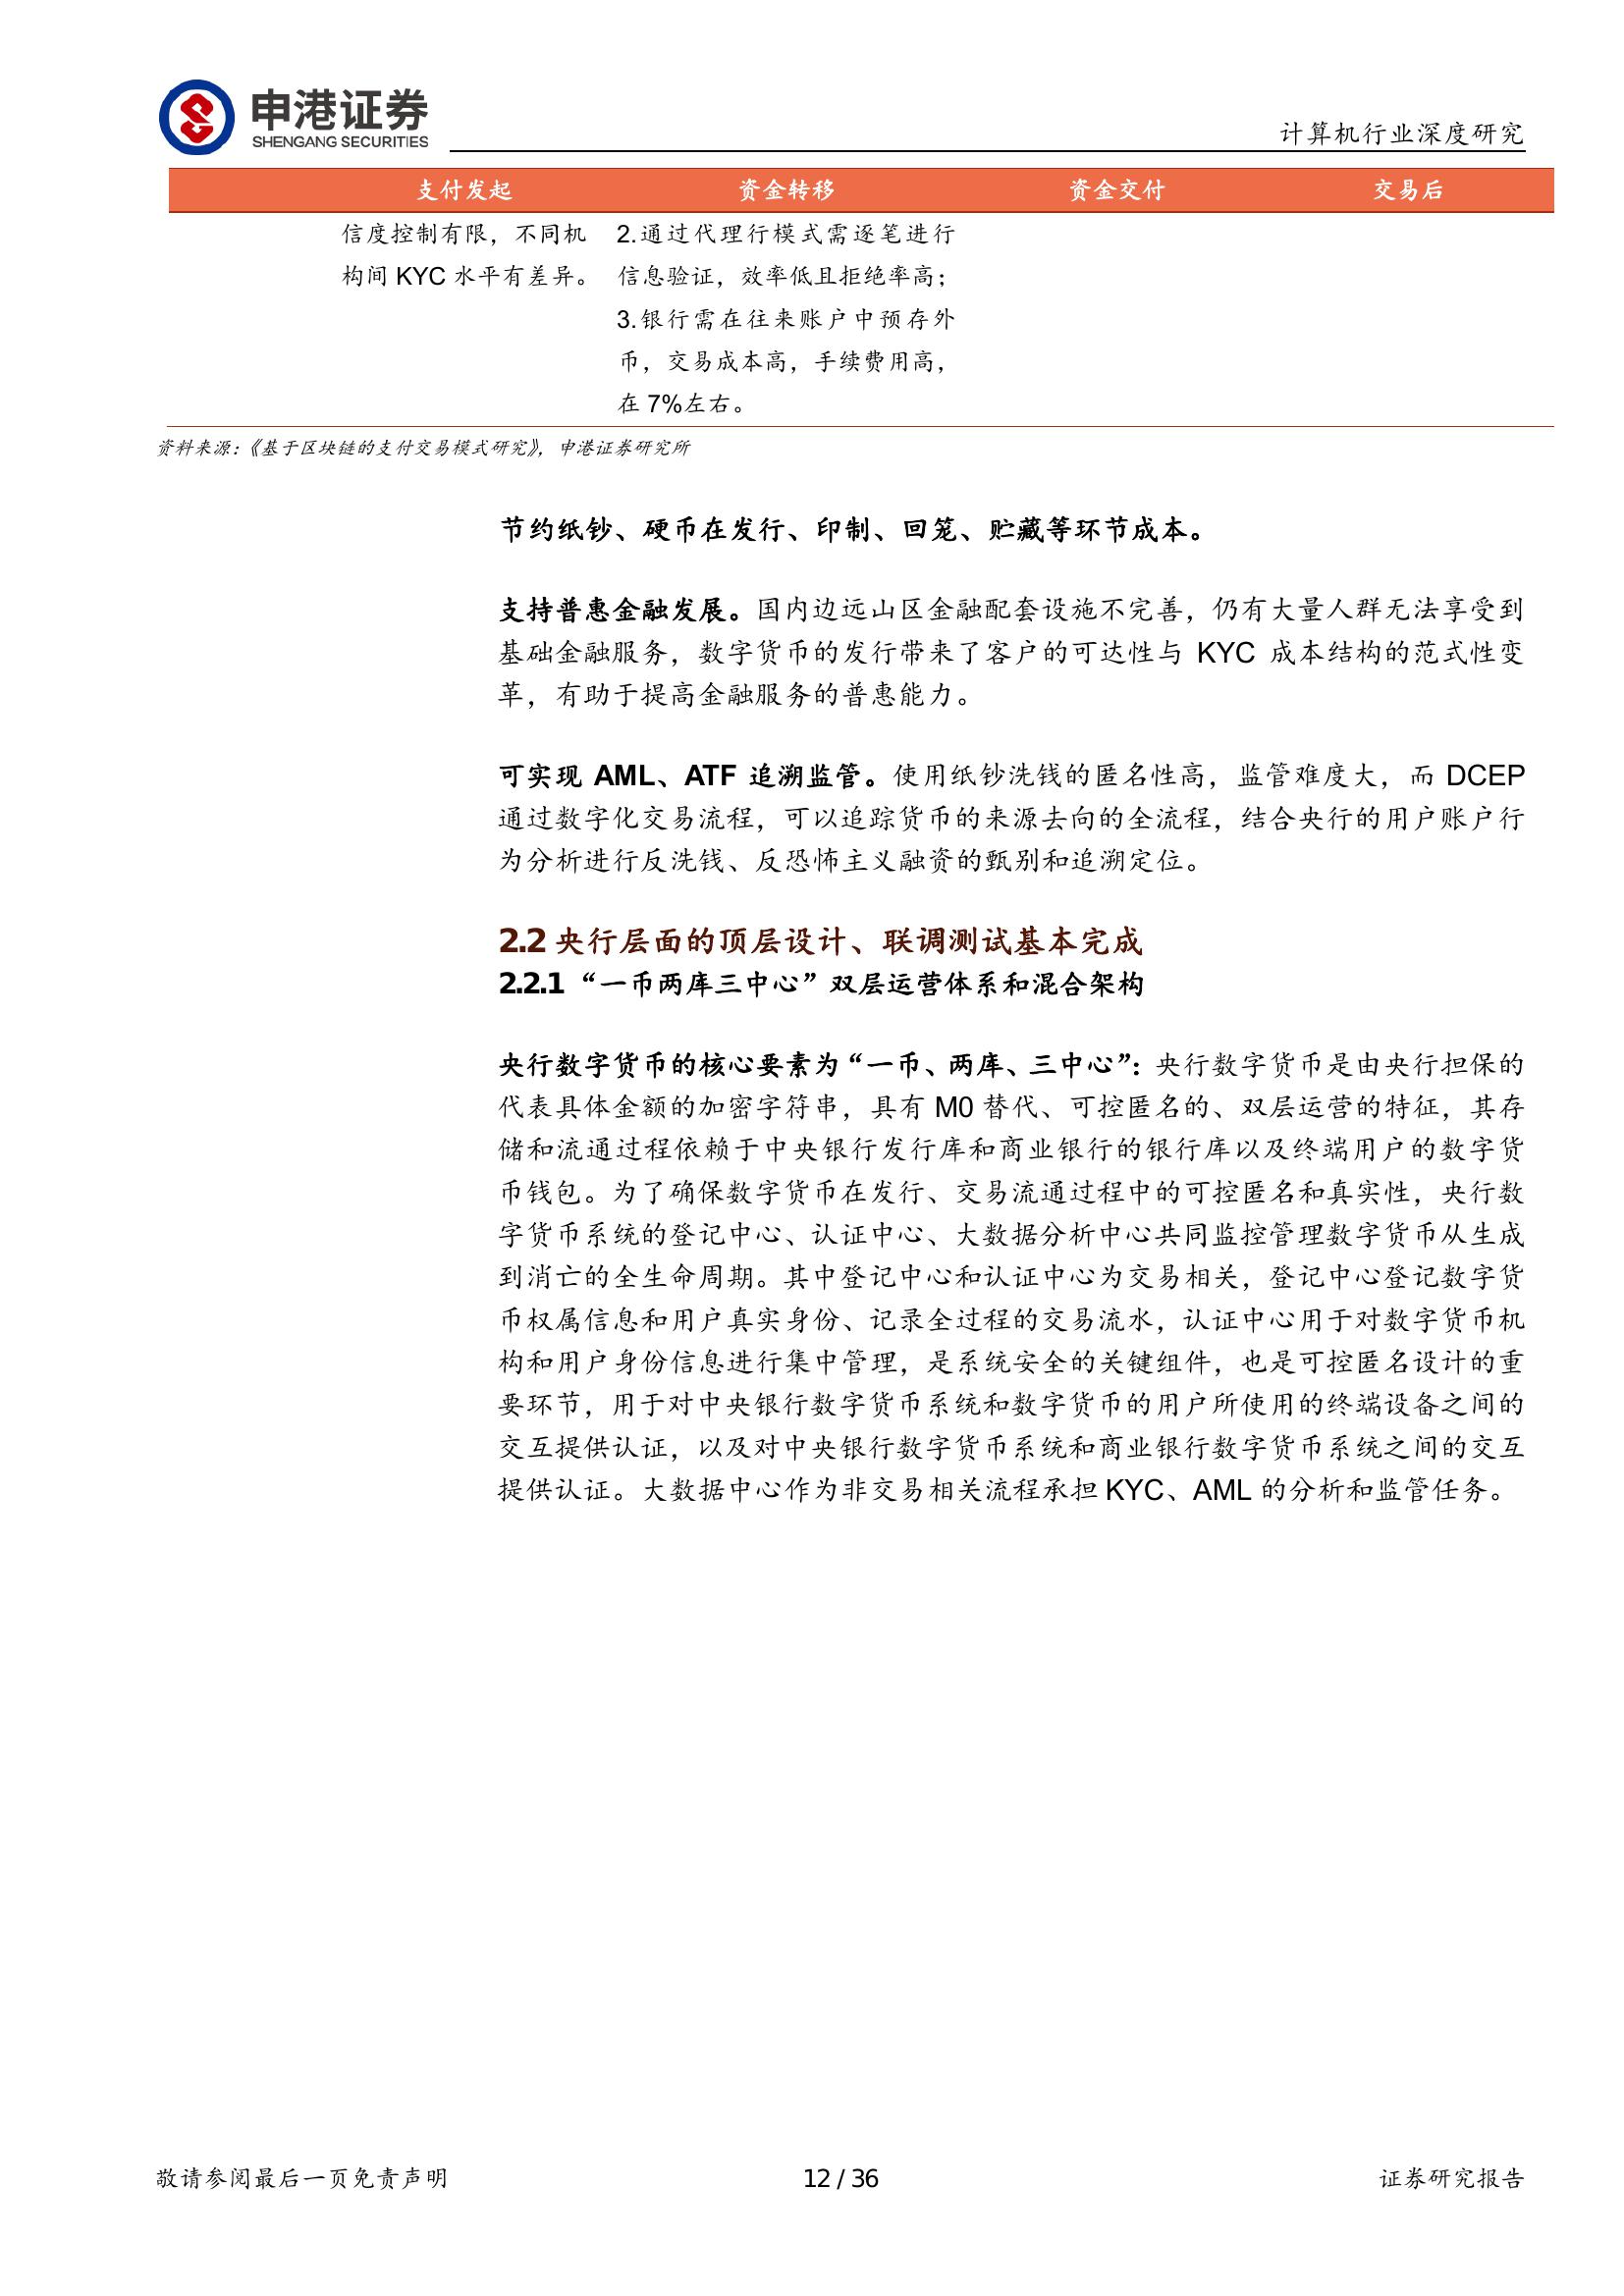 申港证券
SHENGANG SECURITIES
计算机行业深度研究
支付发起 资金转移 资金交付 交易后
信度控制有限，不同机
构间 KYC 水平有差异。
2.通过代理行模式需逐笔进行
信息验证，效率低且拒绝率高；
3.银行需在往来账户中预存外
币，交易成本高，手续费用高，
在 7%左右。
资料来源：《基于区块链的支付交易模式研究》，申港证券研究所
节约纸钞、硬币在发行、印制、回笼、贮藏等环节成本。
支持普惠金融发展。国内边远山区金融配套设施不完善，仍有大量人群无法享受到
基础金融服务，数字货币的发行带来了客户的可达性与 KYC 成本结构的范式性变
革，有助于提高金融服务的普惠能力。
可实现 AML、ATF 追溯监管。使用纸钞洗钱的匿名性高，监管难度大，而 DCEP
通过数字化交易流程，可以追踪货币的来源去向的全流程，结合央行的用户账户行
为分析进行反洗钱、反恐怖主义融资的甄别和追溯定位。
2.2 央行层面的顶层设计、联调测试基本完成
2.2.1 “一币两库三中心”双层运营体系和混合架构
央行数字货币的核心要素为“一币、两库、三中心”：央行数字货币是由央行担保的
代表具体金额的加密字符串，具有 M0 替代、可控匿名的、双层运营的特征，其存
储和流通过程依赖于中央银行发行库和商业银行的银行库以及终端用户的数字货
币钱包。为了确保数字货币在发行、交易流通过程中的可控匿名和真实性，央行数
字货币系统的登记中心、认证中心、大数据分析中心共同监控管理数字货币从生成
到消亡的全生命周期。其中登记中心和认证中心为交易相关，登记中心登记数字货
币权属信息和用户真实身份、记录全过程的交易流水，认证中心用于对数字货币机
构和用户身份信息进行集中管理，是系统安全的关键组件，也是可控匿名设计的重
要环节，用于对中央银行数字货币系统和数字货币的用户所使用的终端设备之间的
交互提供认证，以及对中央银行数字货币系统和商业银行数字货币系统之间的交互
提供认证。大数据中心作为非交易相关流程承担 KYC、AML 的分析和监管任务。
敬请参阅最后一页免责声明 12 / 36 证券研究报告